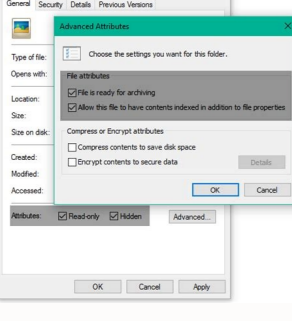 General Security Details Previous Versions
Advanced Attributes
Choose the settings you want for this folder.
Type of file:
Opens with:
File attributes
File is ready for archiving
Allow this file to have contents indexed in addition to file properties
Location:
Size:
Size on disk:
Compress or Encrypt attributes
Compress contents to save disk space
Encrypt contents to secure data
Details
Created:
Modified:
Accessed:
OK Cancel
Attributes: Read-only Hidden Advanced...
OK Cancel Apply